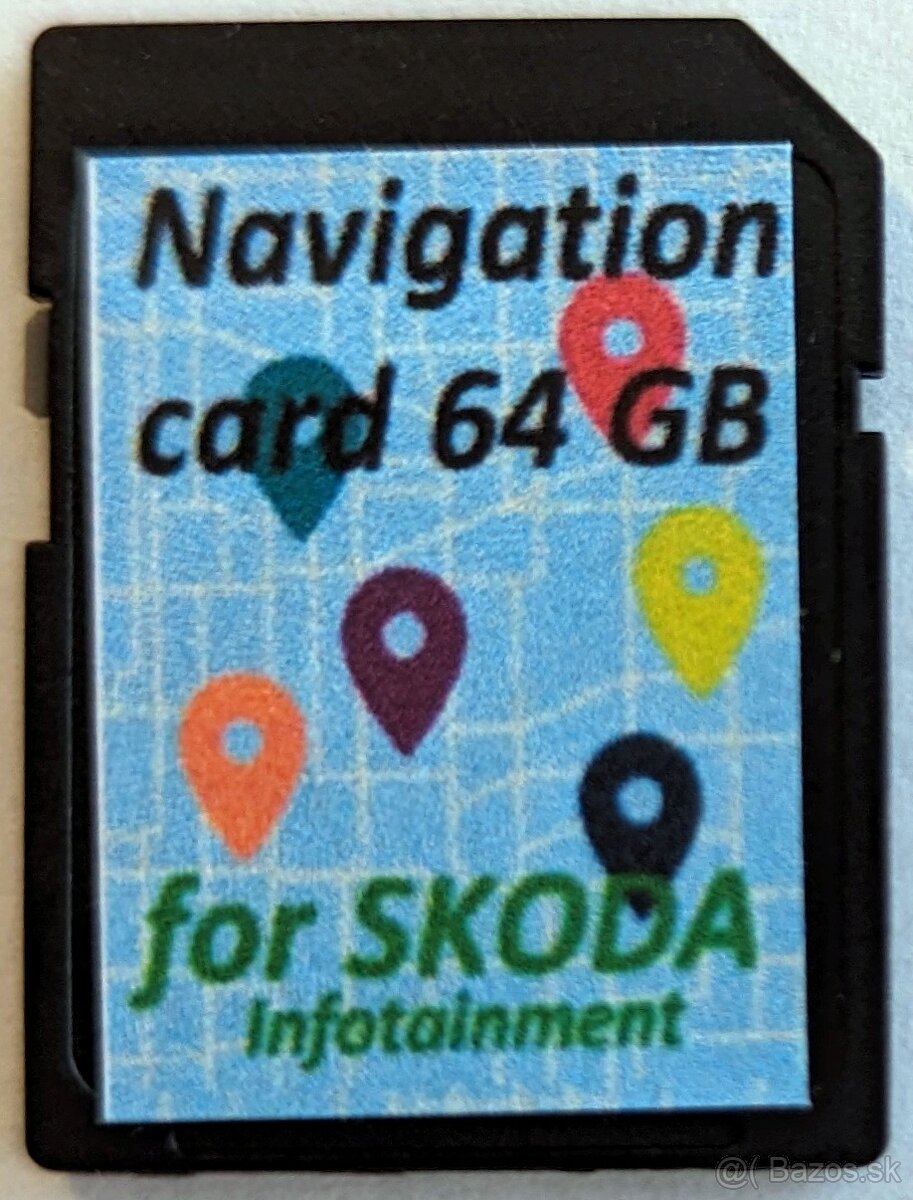 Navigation
card 64 GB
for SKODA
Infotainment
@( Bazos.sk